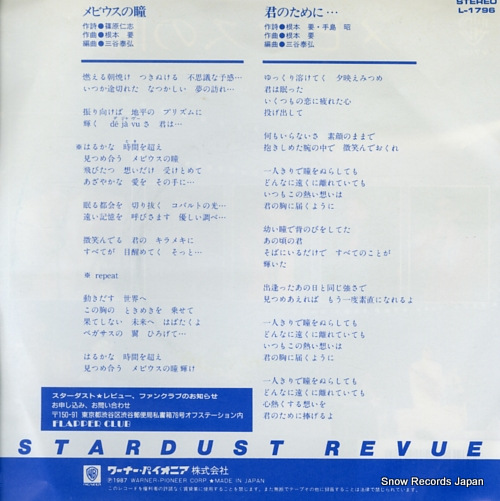 STEREO
L-1796
メビウスの瞳
作詩●篠原仁志
作曲●根本 要
編曲●三谷泰弘
燃える朝焼け つきぬける 不思議な予感…
いつか途切れた なつかしい 夢の訪れ…
振り向けば 地平の プリズムに
輝く déjà vuさ 君は…
※はるかな 時間を超え
見つめ合う メビウスの瞳
飛びたつ 想いだけ 受けとめて
あざやかな 愛を その手に…
眠る都会を 切り抜く コバルトの光…
遠い記憶を 呼びさます 優しい調べ…
微笑んでる 君の キラメキに
すべてが 目醒めてく そっと…
※ repeat
動きだす 世界へ
この胸の ときめきを 乗せて
果てしない 未来へ はばたくよ
ペガサスの 翼 ひろげて…
はるかな 時間を超え
見つめ合う メビウスの瞳 輝け
君のために…
作詩●根本 要・手島 昭
作曲●根本 要
編曲●三谷泰弘
ゆっくり溶けてく 夕映えみつめ
君は黙った
いくつもの恋に疲れた心
投げ出して
何もいらないさ 素顔のままで
抱きしめた腕の中で 微笑んでおくれ
一人きりで瞳をぬらしても
どんなに遠くに離れていても
いつもこの熱い想いは
君の胸に届くように
幼い瞳で背のびをしてた
あの頃の君
そばにいるだけで すべてのことが
輝いた
出逢ったあの日と同じ強さで
見つめあえれば もう一度素直になれるよ
一人きりで瞳をぬらしても
どんなに遠くに離れていても
いつもこの熱い想いは
君の胸に届くように
一人きりで瞳をぬらしても
どんなに遠くに離れていても
心熱くする想いを
君のために捧げるよ
スターダスト★レビュー、ファンクラブのお知らせ
お申し込み、お問い合わせ
〒150-91 東京都渋谷区渋谷郵便局私書箱76号オフステーション内
FLAPPER CLUB
STARDUST REVUE
ワーナー・パイオニア株式会社
℗1987 WARNER-PIONEER CORP.★MADE IN JAPAN
Snow Records Japan